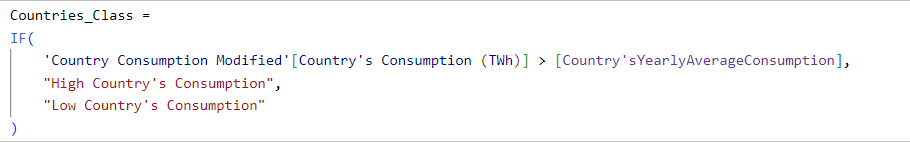 Countries_Class =
IF(
'Country Consumption Modified'[Country's Consumption (TWh)] > [Country'sYearlyAverageConsumption],
"High Country's Consumption",
"Low Country's Consumption"
)